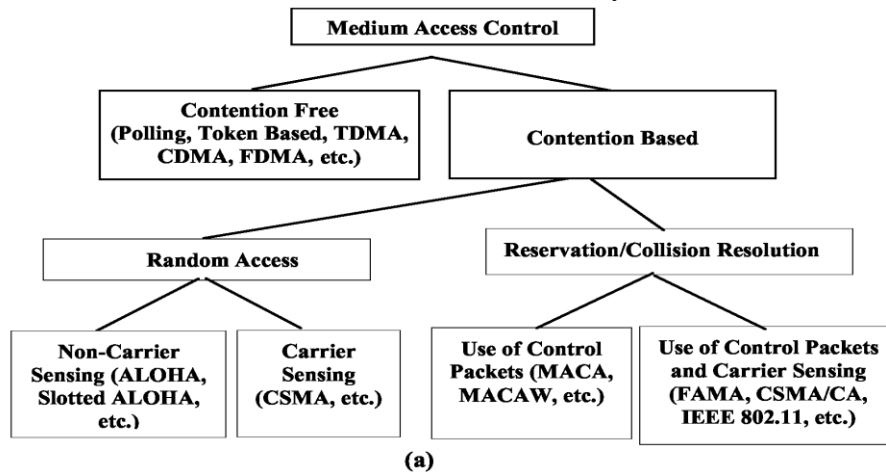 Medium Access Control
Contention Free
(Polling, Token Based, TDMA,
CDMA, FDMA, etc.)
Contention Based
Random Access
Reservation/Collision Resolution
Non-Carrier
Sensing (ALOHA,
Slotted ALOHA,
etc.)
Carrier
Sensing
(CSMA, etc.)
Use of Control
Packets (MACA,
MACAW, etc.)
Use of Control Packets
and Carrier Sensing
(FAMA, CSMA/CA,
IEEE 802.11, etc.)
(a)